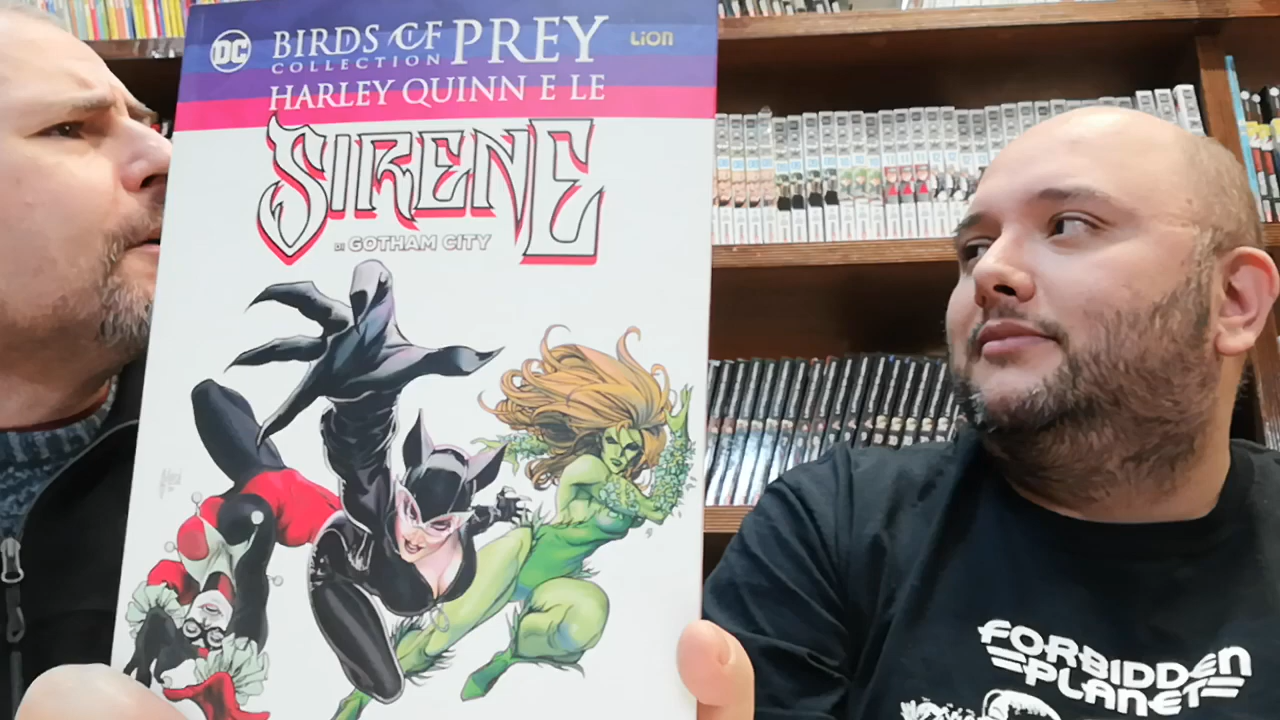 DC
BIRDS OF PREY
COLLECTION
LION
HARLEY QUINN E LE
SIRENE
DI GOTHAM CITY
FORBIDDEN
PLANET